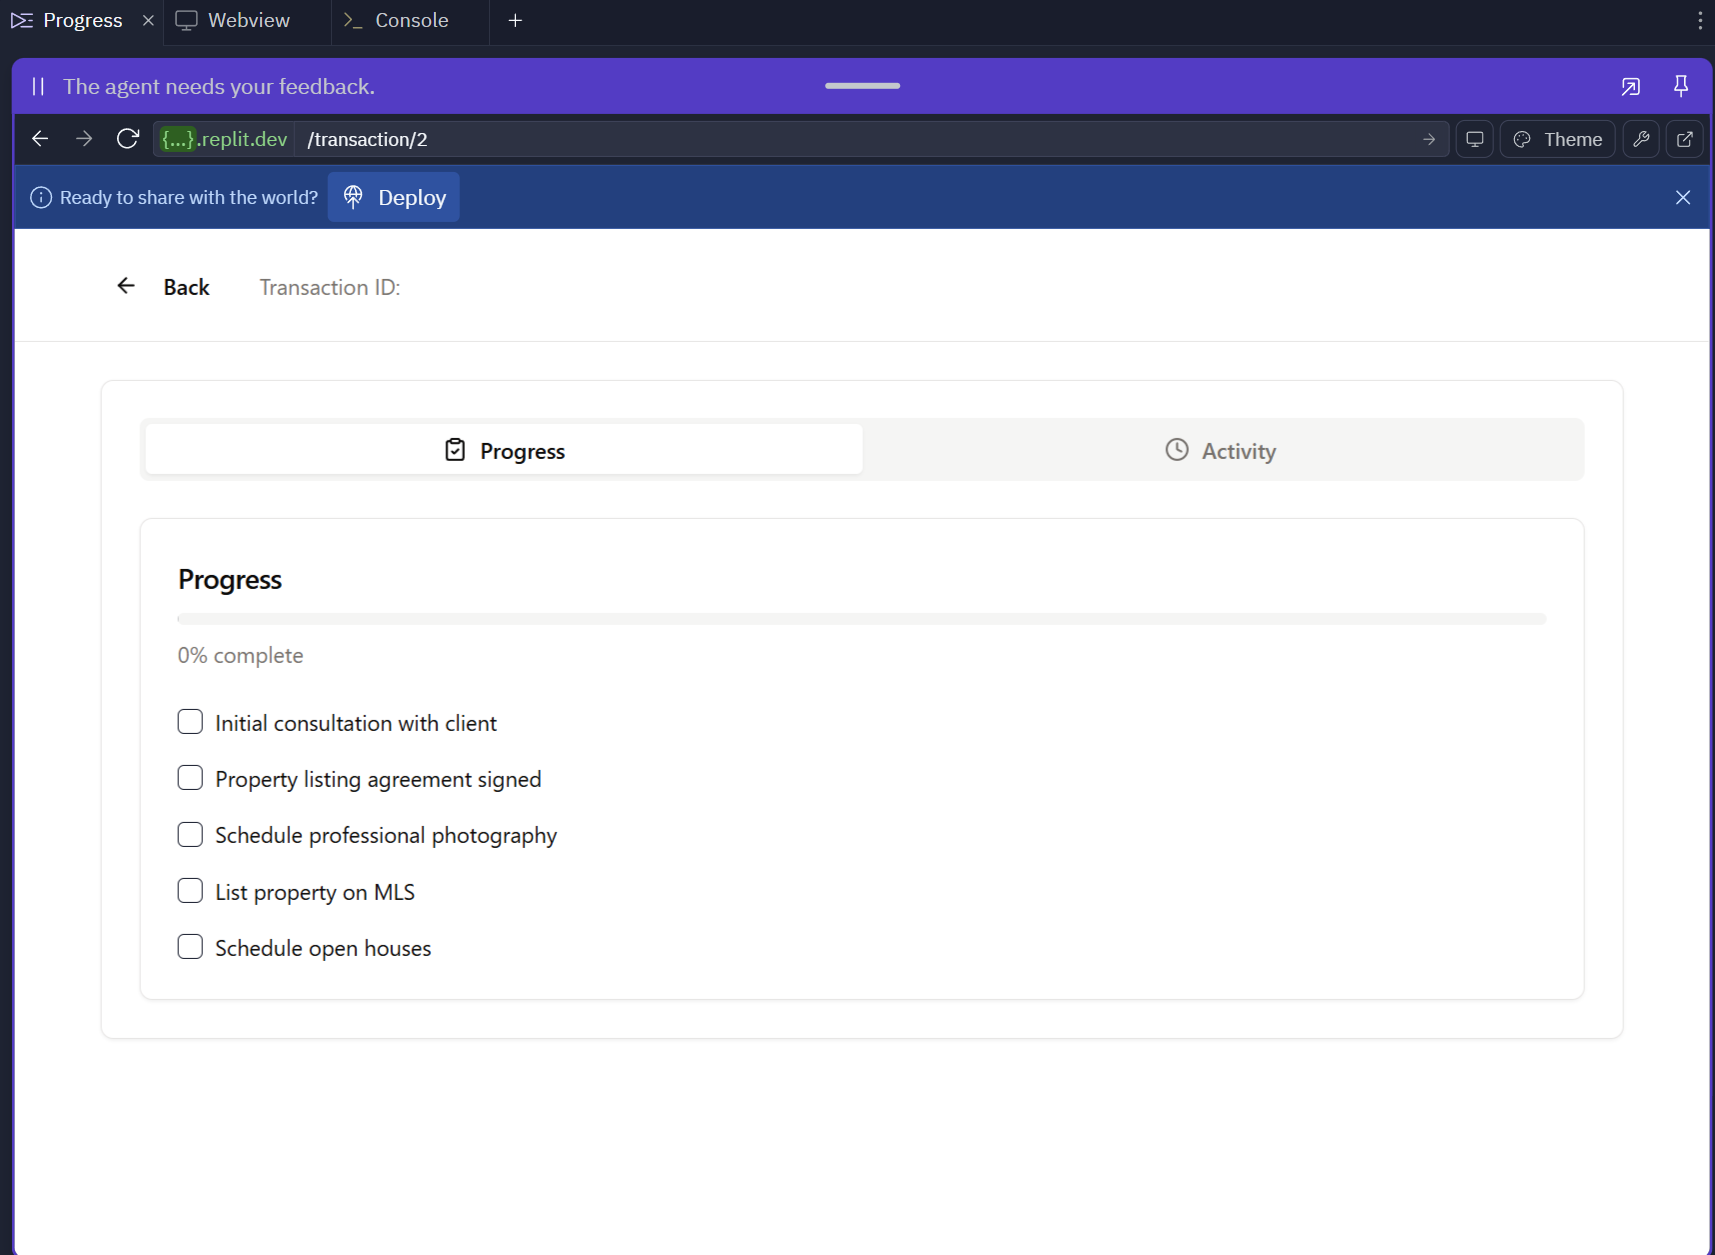 Progress
Webview
Console
The agent needs your feedback.
{...}.replit.dev /transaction/2
Theme
Ready to share with the world?
Deploy
Back
Transaction ID:
Progress
Activity
Progress
0% complete
Initial consultation with client
Property listing agreement signed
Schedule professional photography
List property on MLS
Schedule open houses